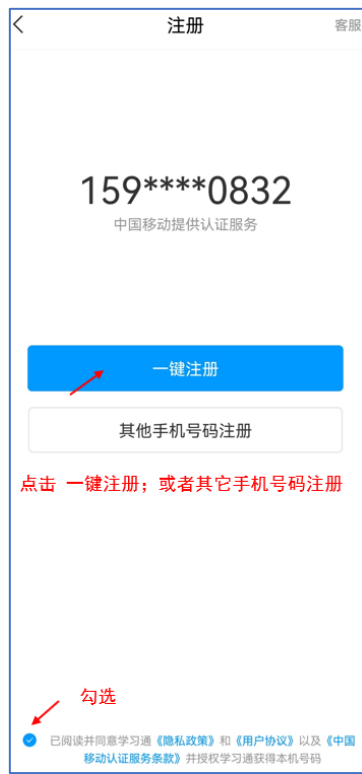 注册
客服
159****0832
中国移动提供认证服务
一键注册
其他手机号码注册
点击 一键注册；或者其它手机号码注册
勾选
已阅读并同意学习通《隐私政策》和《用户协议》以及《中国
移动认证服务条款》并授权学习通获得本机号码